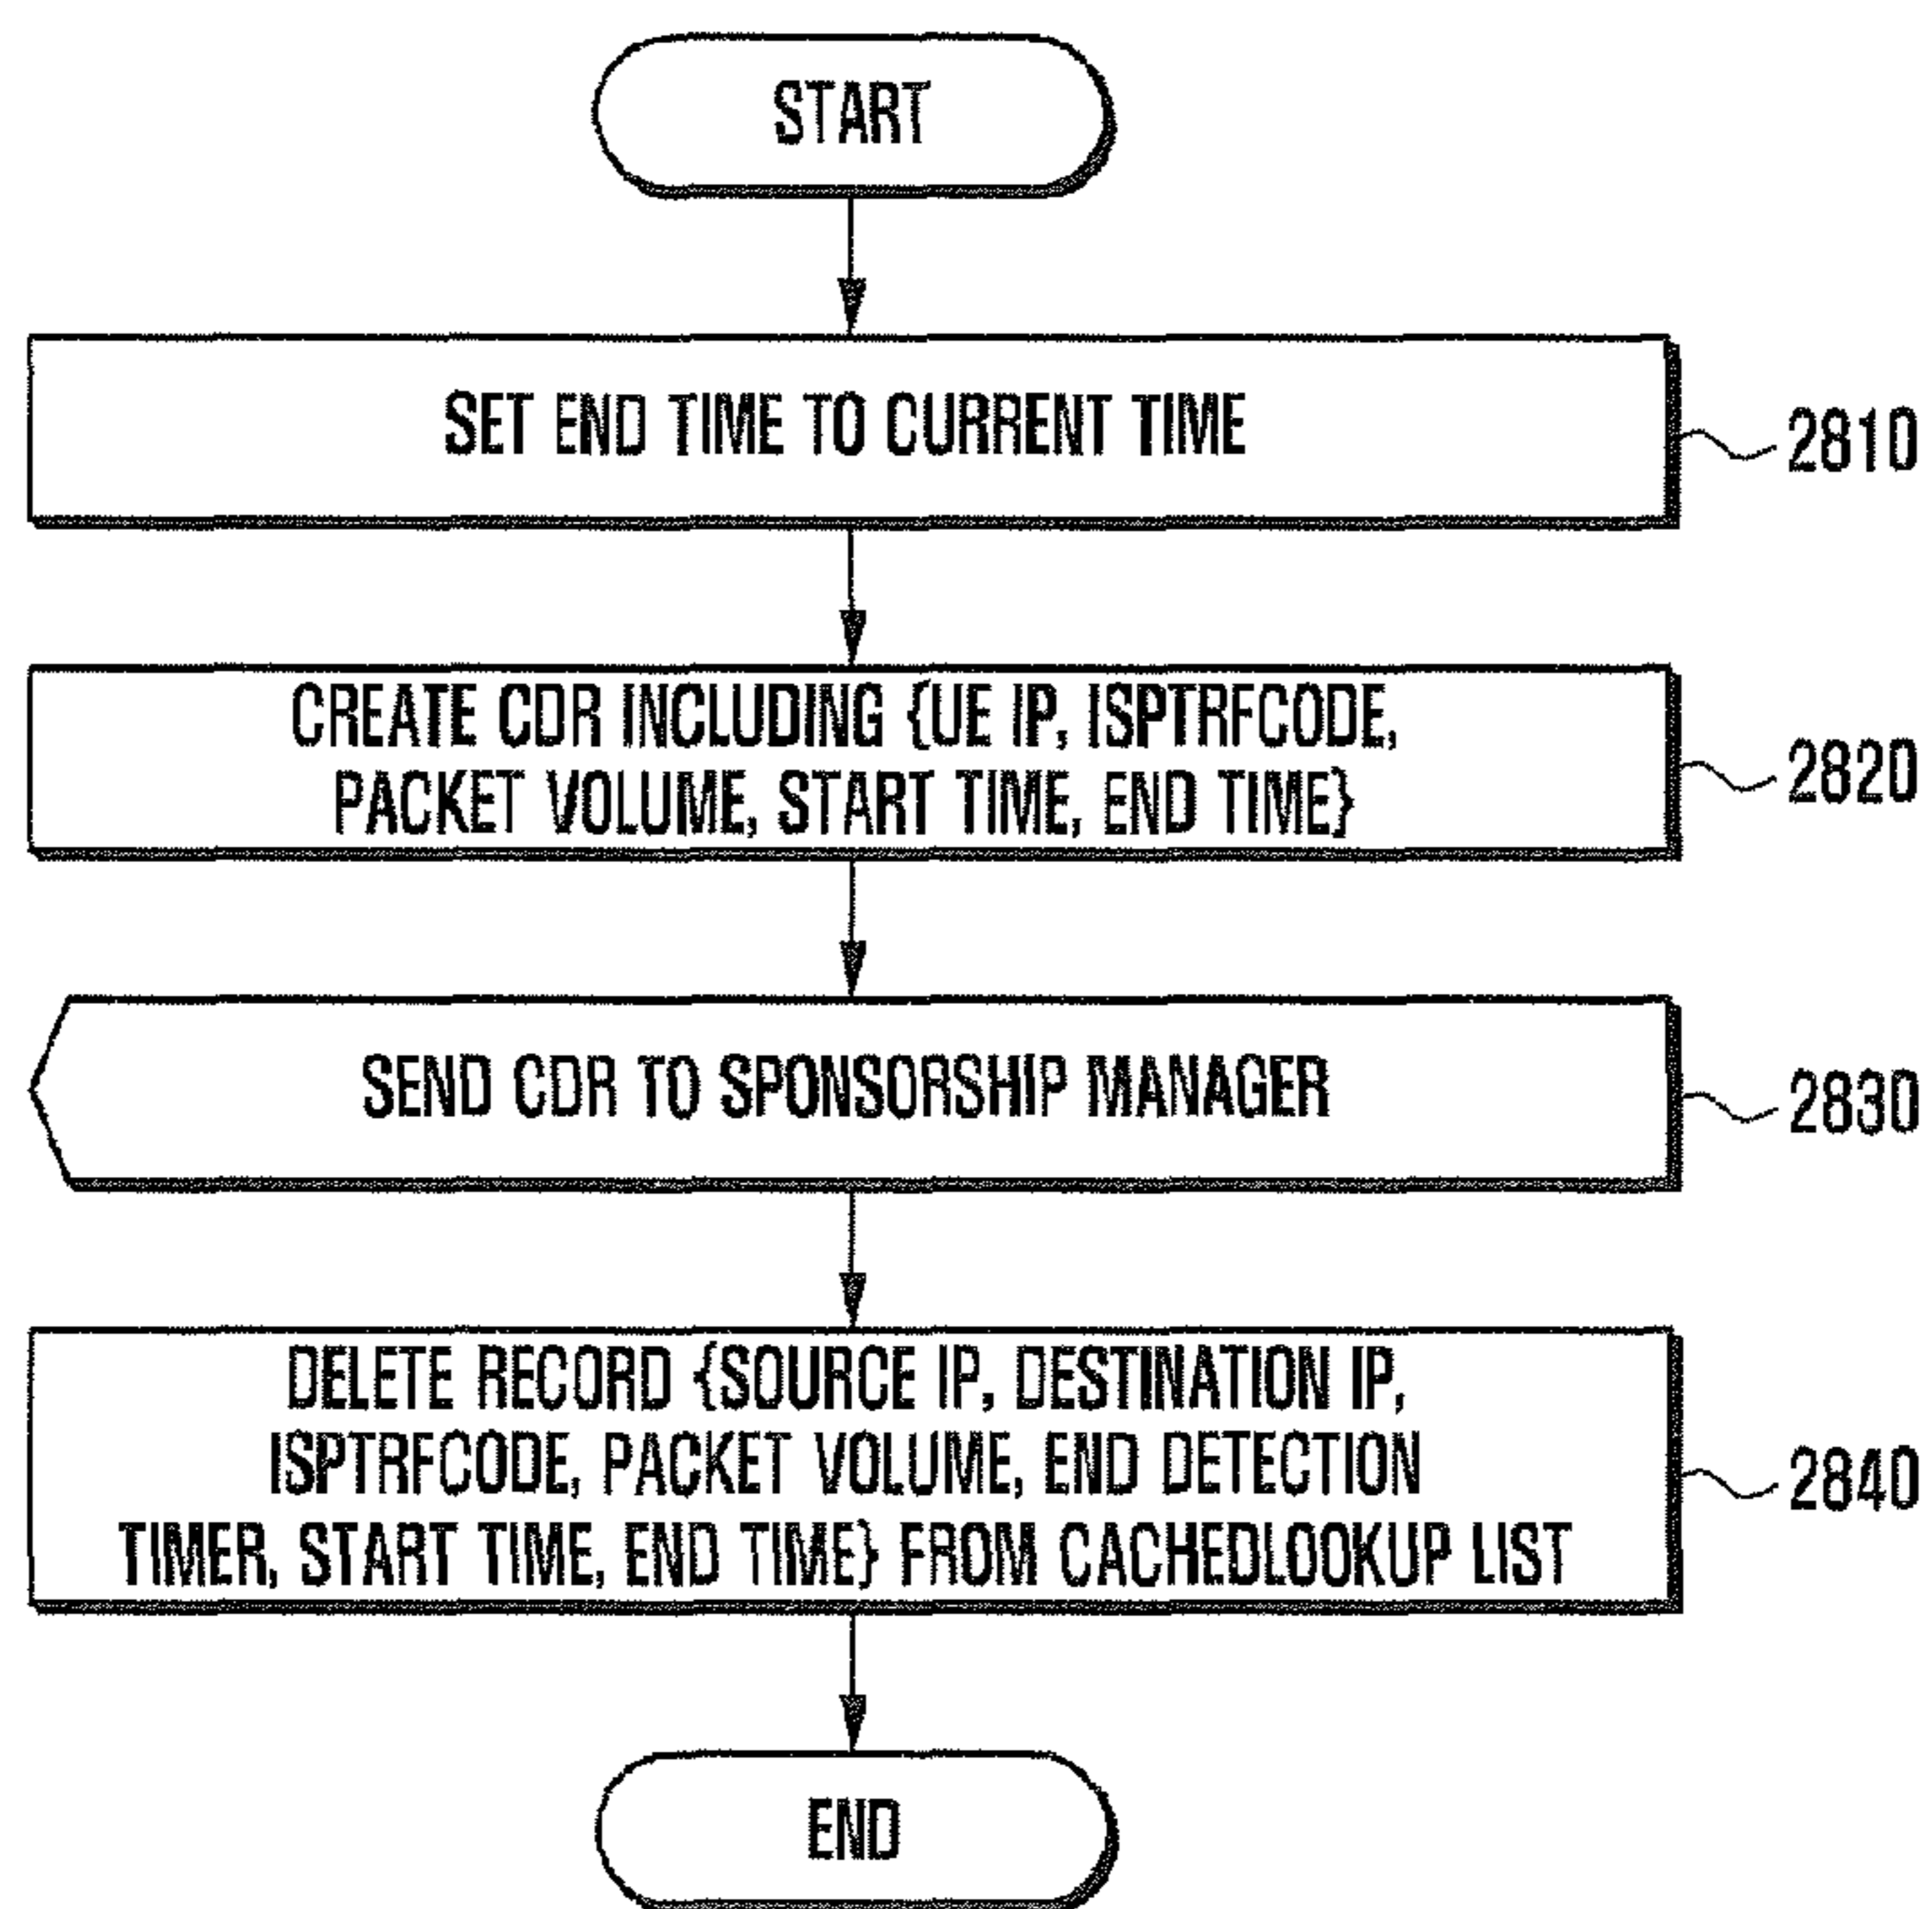 START
SET END TIME TO CURRENT TIME
2810
CREATE CDR INCLUDING {UE IP, ISPTRFCODE,
PACKET VOLUME, START TIME, END TIME}
2820
SEND CDR TO SPONSORSHIP MANAGER
2830
DELETE RECORD {SOURCE IP, DESTINATION IP,
ISPTRFCODE, PACKET VOLUME, END DETECTION
TIMER, START TIME, END TIME} FROM CACHEDLOOKUP LIST
2840
END